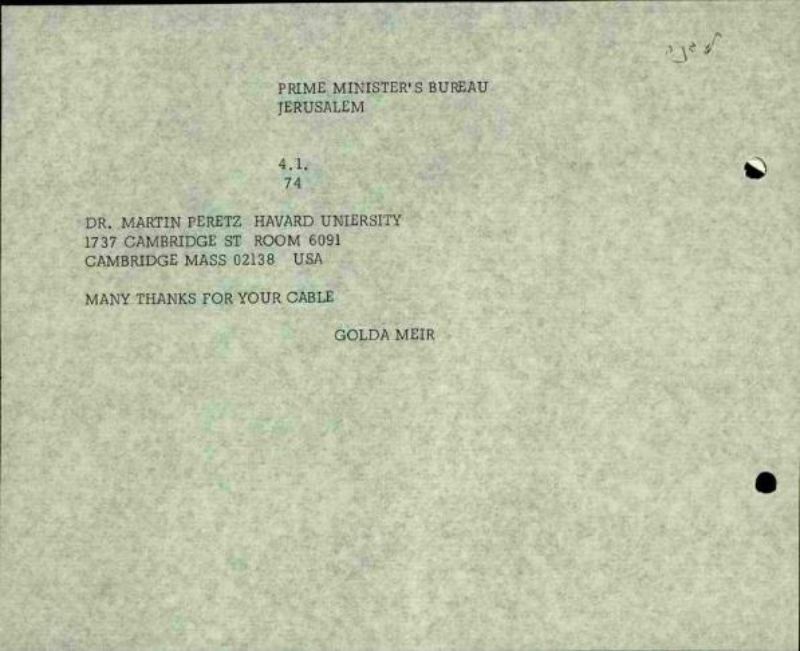 PRIME MINISTER'S BUREAU
JERUSALEM
4.1.
74
DR. MARTIN PERETZ HAVARD UNIERSITY
1737 CAMBRIDGE ST ROOM 6091
CAMBRIDGE MASS 02138 USA
MANY THANKS FOR YOUR CABLE
GOLDA MEIR